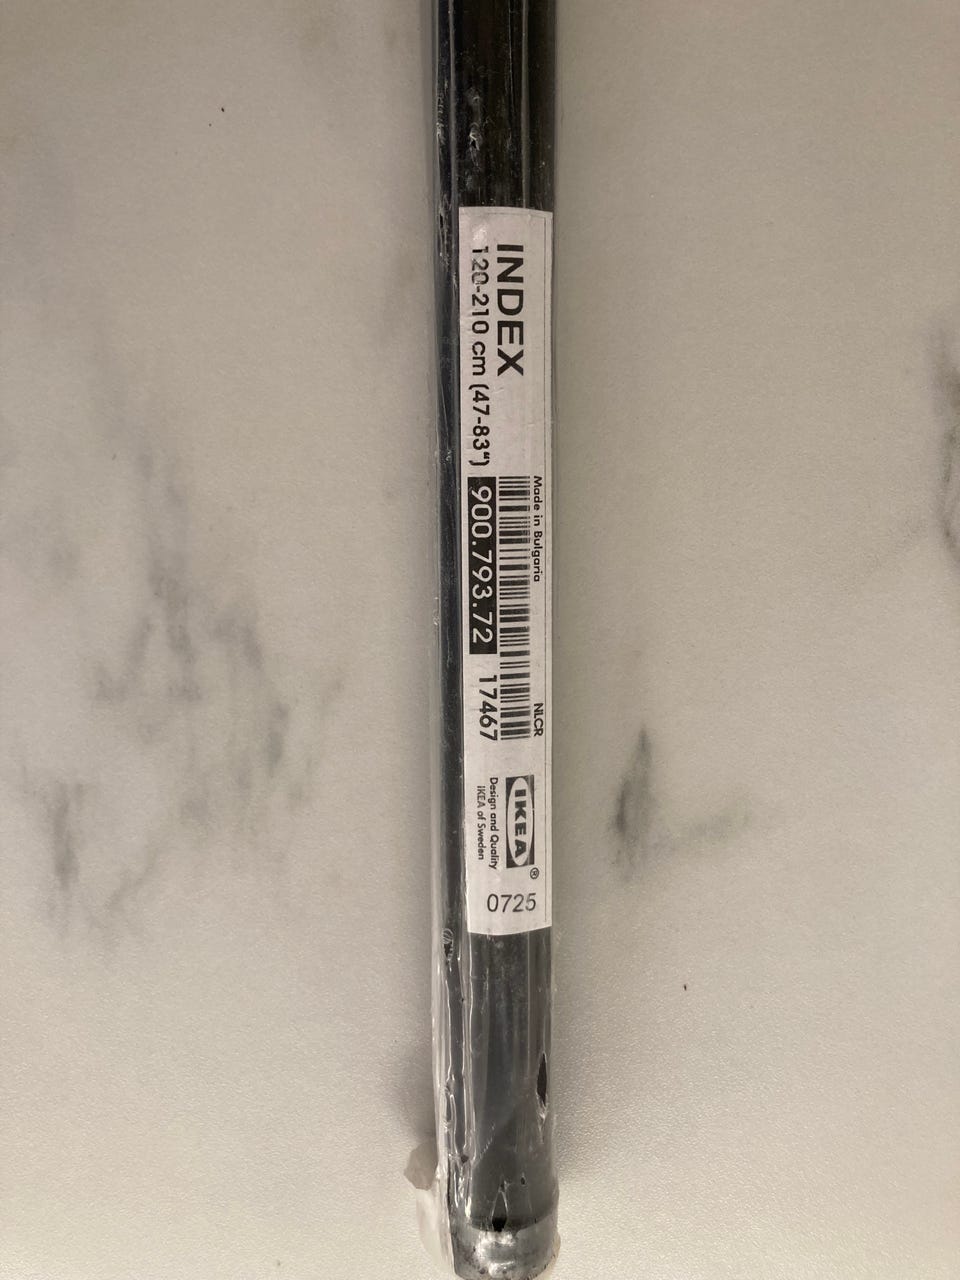 INDEX
120-210 cm (47-83")
Made in Bulgaria
NLCR
900.793.72
17467
IKEA®
Design and Quality
IKEA of Sweden
0725